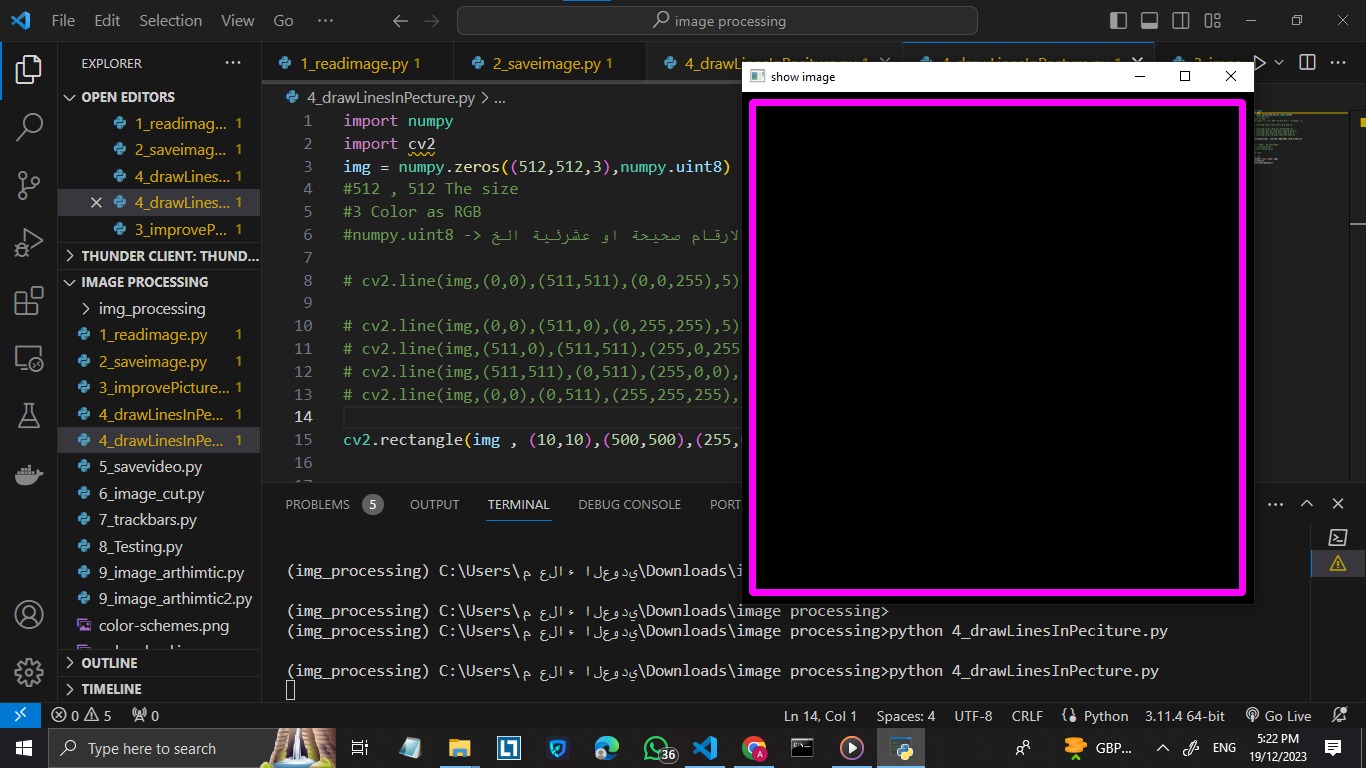 File Edit Selection View Go ··· image processing
EXPLORER ···
OPEN EDITORS
1_readimag... 1
2_saveimag... 1
4_drawLines... 1
4_drawLines... 1
3_improveP... 1
THUNDER CLIENT: THUND...
IMAGE PROCESSING
img_processing
1_readimage.py 1
2_saveimage.py 1
3_improvePicture... 1
4_drawLinesInPe... 1
4_drawLinesInPe... 1
5_savevideo.py
6_image_cut.py
7_trackbars.py
8_Testing.py
9_image_arthimtic.py
9_image_arthimtic2.py
color-schemes.png
OUTLINE
TIMELINE
1_readimage.py 1 2_saveimage.py 1
4_drawLinesInPecture.py > ...
1 import numpy
2 import cv2
3 img = numpy.zeros((512,512,3),numpy.uint8)
4 #512 , 512 The size
5 #3 Color as RGB
6 #numpy.uint8 -> لارقام صحيحة او عشرئية الخ
7
8 # cv2.line(img,(0,0),(511,511),(0,0,255),5)
9
10 # cv2.line(img,(0,0),(511,0),(0,255,255),5)
11 # cv2.line(img,(511,0),(511,511),(255,0,255
12 # cv2.line(img,(511,511),(0,511),(255,0,0),
13 # cv2.line(img,(0,0),(0,511),(255,255,255),
14
15 cv2.rectangle(img , (10,10),(500,500),(255,
16
show image
PROBLEMS 5 OUTPUT TERMINAL DEBUG CONSOLE PORT
(img_processing) C:\Users\م علاء العودي\Downloads\i
(img_processing) C:\Users\م علاء العودي\Downloads\image processing>
(img_processing) C:\Users\م علاء العودي\Downloads\image processing>python 4_drawLinesInPeciture.py
(img_processing) C:\Users\م علاء العودي\Downloads\image processing>python 4_drawLinesInPecture.py
0 5 0 Ln 14, Col 1 Spaces: 4 UTF-8 CRLF Python 3.11.4 64-bit Go Live
Type here to search 36 GBP... ENG 5:22 PM
19/12/2023